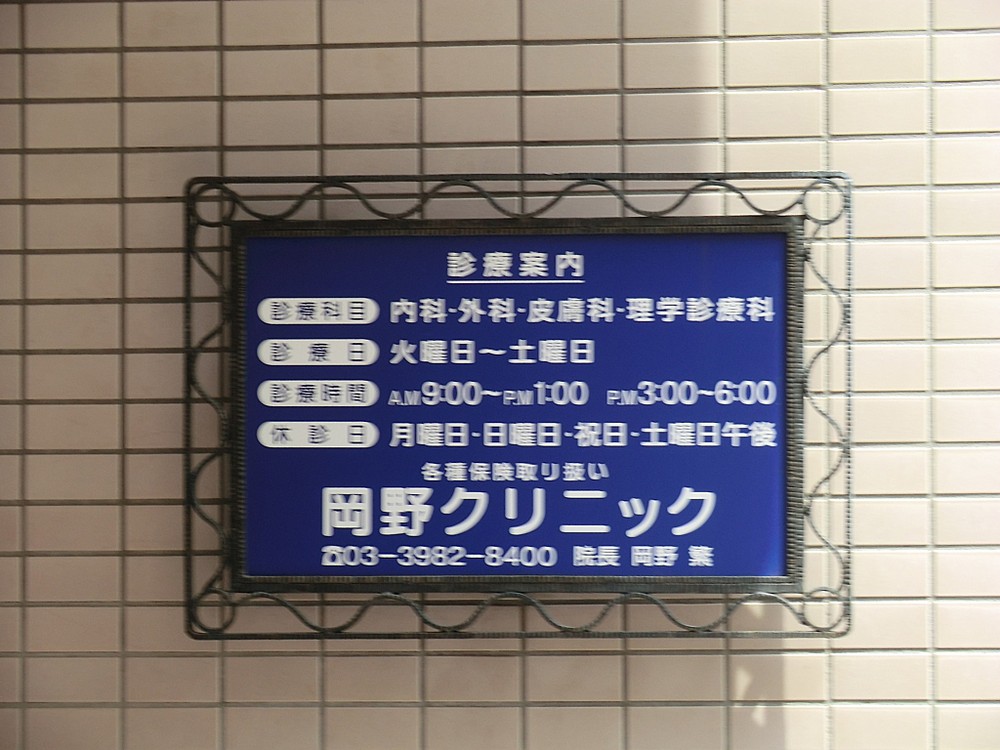 診療案内
診療科目 内科・外科・皮膚科・理学診療科
診療日 火曜日〜土曜日
診療時間 A.M9:00〜P.M1:00 P.M3:00〜6:00
休診日 月曜日・日曜日・祝日・土曜日午後
各種保険取り扱い
岡野クリニック
☎03-3982-8400 院長 岡野 繁